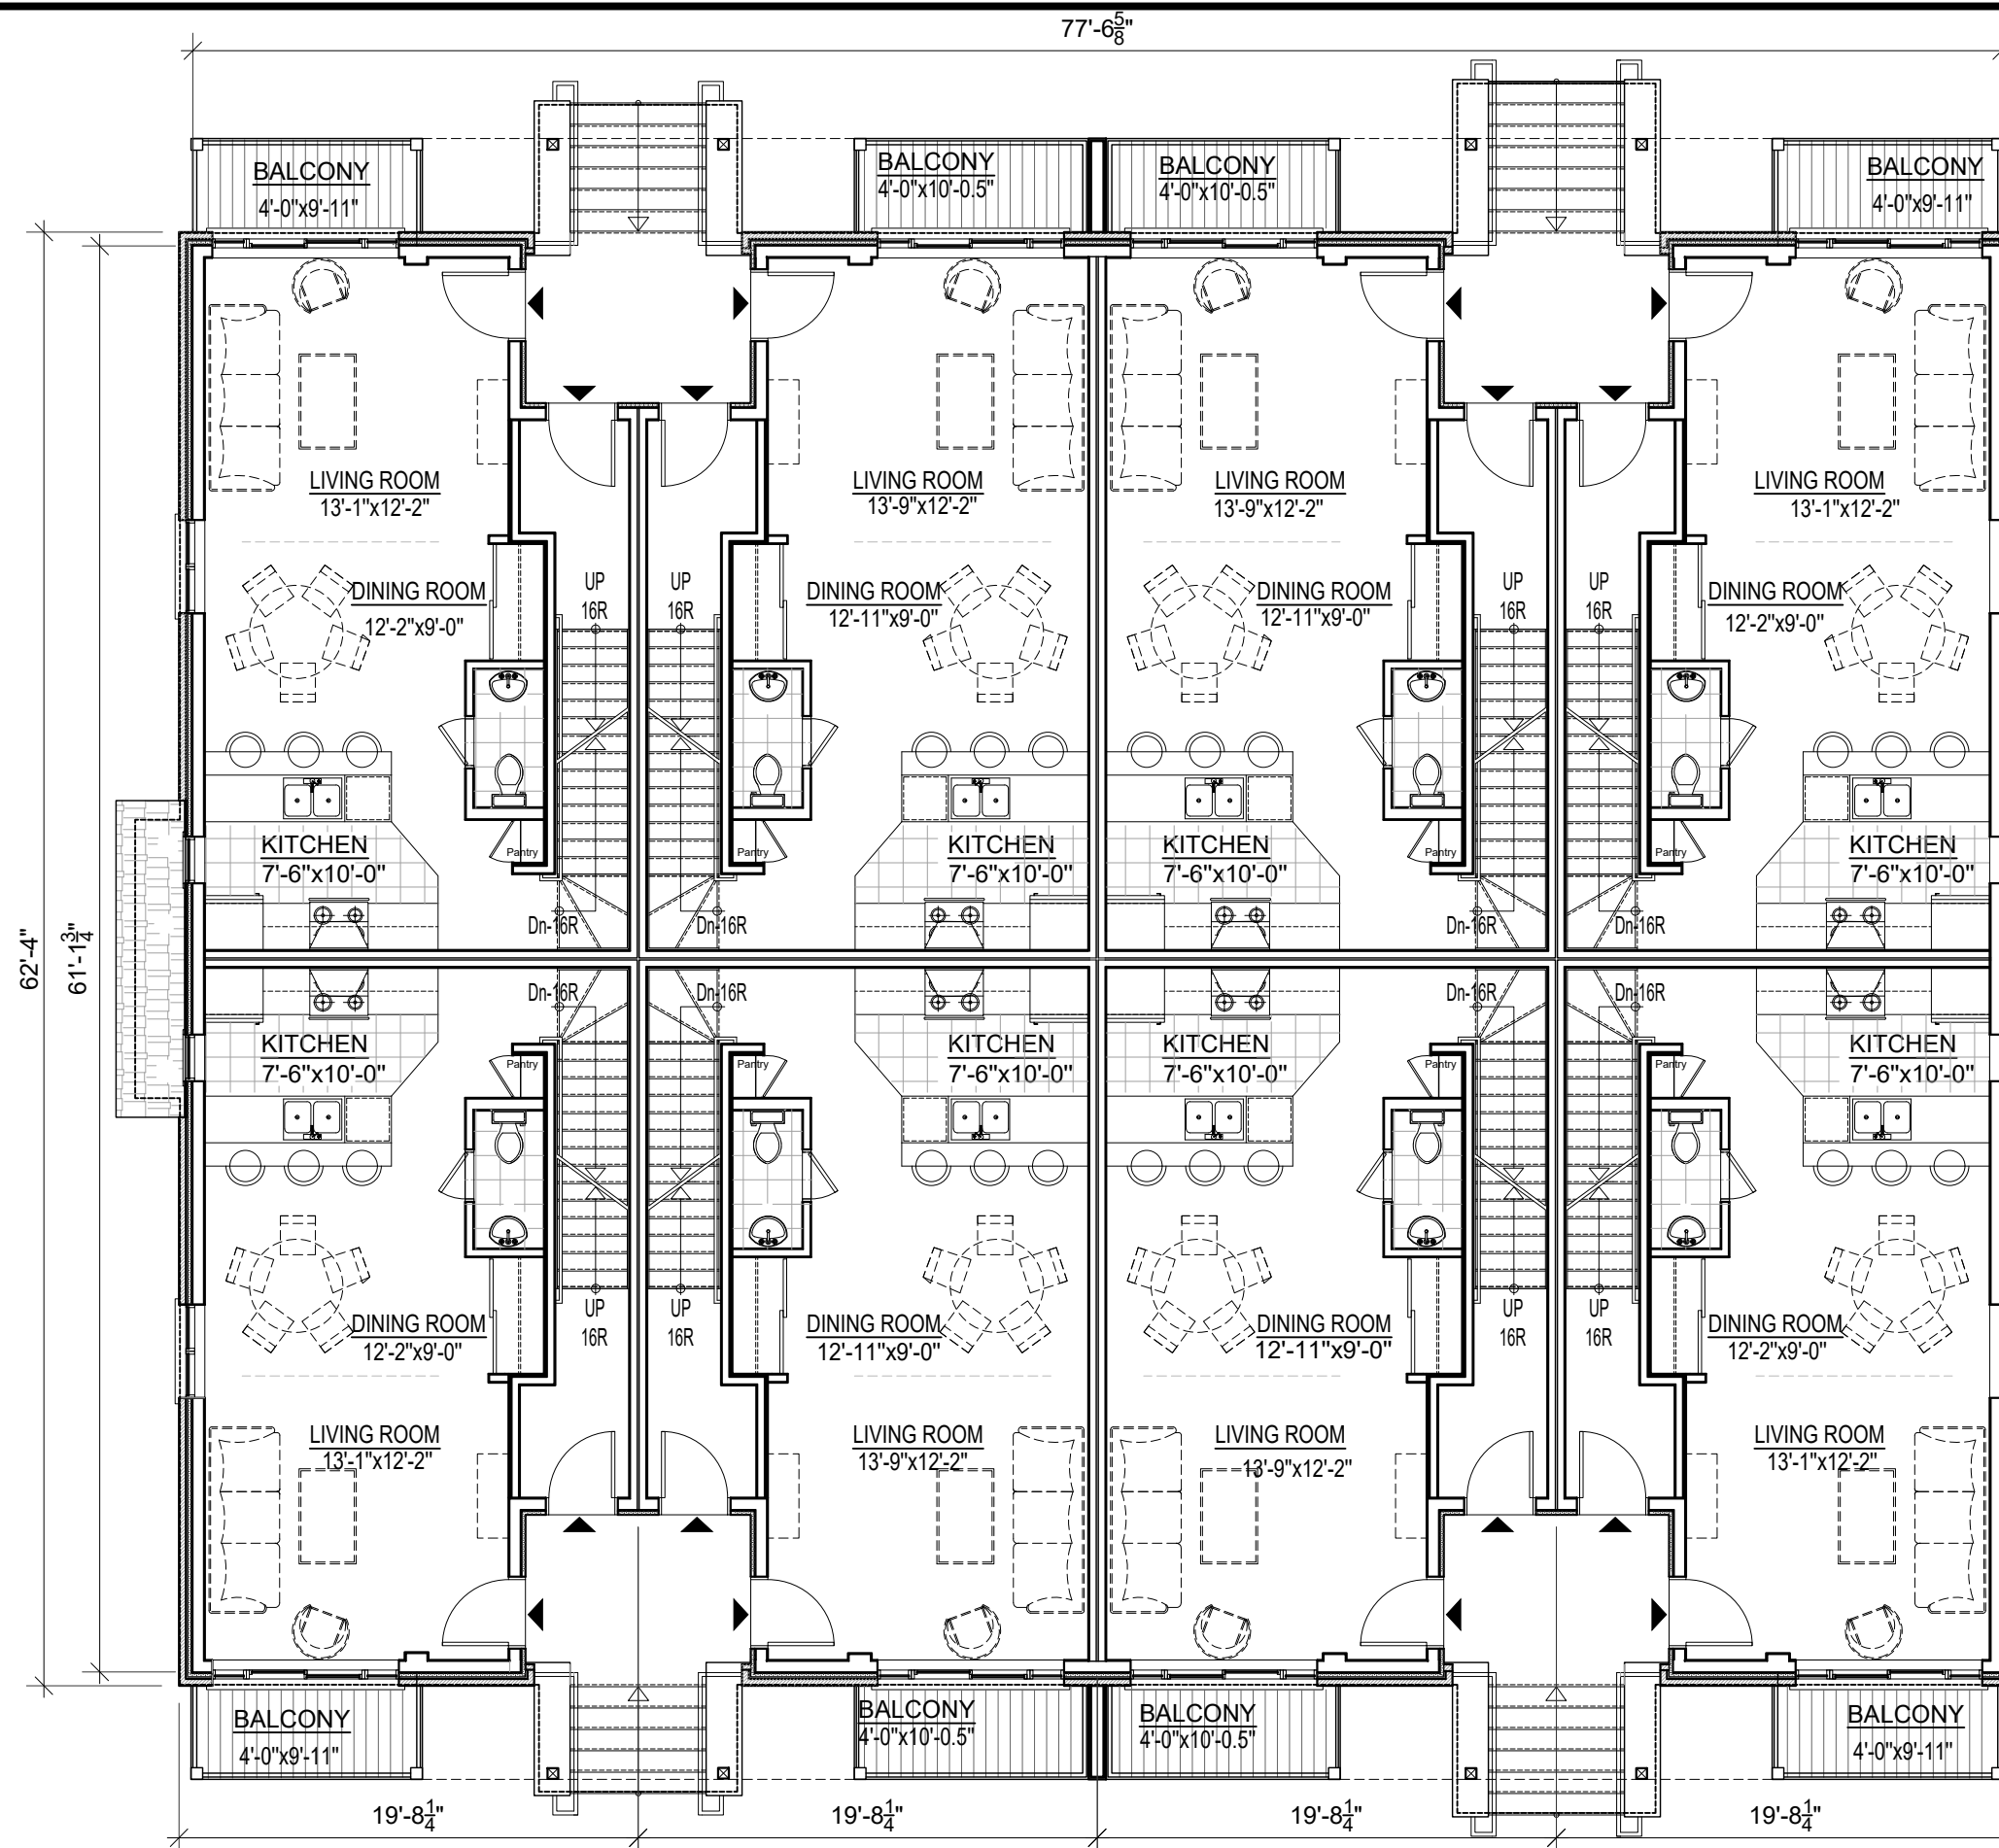 77'-6 5/8"
BALCONY
4'-0"x9'-11"
BALCONY
4'-0"x10'-0.5"
BALCONY
4'-0"x10'-0.5"
BALCONY
4'-0"x9'-11"
LIVING ROOM
13'-1"x12'-2"
LIVING ROOM
13'-9"x12'-2"
LIVING ROOM
13'-9"x12'-2"
LIVING ROOM
13'-1"x12'-2"
DINING ROOM
12'-2"x9'-0"
UP
16R
UP
16R
DINING ROOM
12'-11"x9'-0"
DINING ROOM
12'-11"x9'-0"
UP
16R
UP
16R
DINING ROOM
12'-2"x9'-0"
KITCHEN
7'-6"x10'-0"
Pantry
Pantry
KITCHEN
7'-6"x10'-0"
KITCHEN
7'-6"x10'-0"
Pantry
Pantry
KITCHEN
7'-6"x10'-0"
Dn-16R
Dn-16R
Dn-16R
Dn-16R
62'-4"
61'-1 3/4"
Dn-16R
Dn-16R
Dn-16R
Dn-16R
KITCHEN
7'-6"x10'-0"
Pantry
Pantry
KITCHEN
7'-6"x10'-0"
KITCHEN
7'-6"x10'-0"
Pantry
Pantry
KITCHEN
7'-6"x10'-0"
DINING ROOM
12'-2"x9'-0"
UP
16R
UP
16R
DINING ROOM
12'-11"x9'-0"
DINING ROOM
12'-11"x9'-0"
UP
16R
UP
16R
DINING ROOM
12'-2"x9'-0"
LIVING ROOM
13'-1"x12'-2"
LIVING ROOM
13'-9"x12'-2"
LIVING ROOM
13'-9"x12'-2"
LIVING ROOM
13'-1"x12'-2"
BALCONY
4'-0"x9'-11"
BALCONY
4'-0"x10'-0.5"
BALCONY
4'-0"x10'-0.5"
BALCONY
4'-0"x9'-11"
19'-8 1/4"
19'-8 1/4"
19'-8 1/4"
19'-8 1/4"